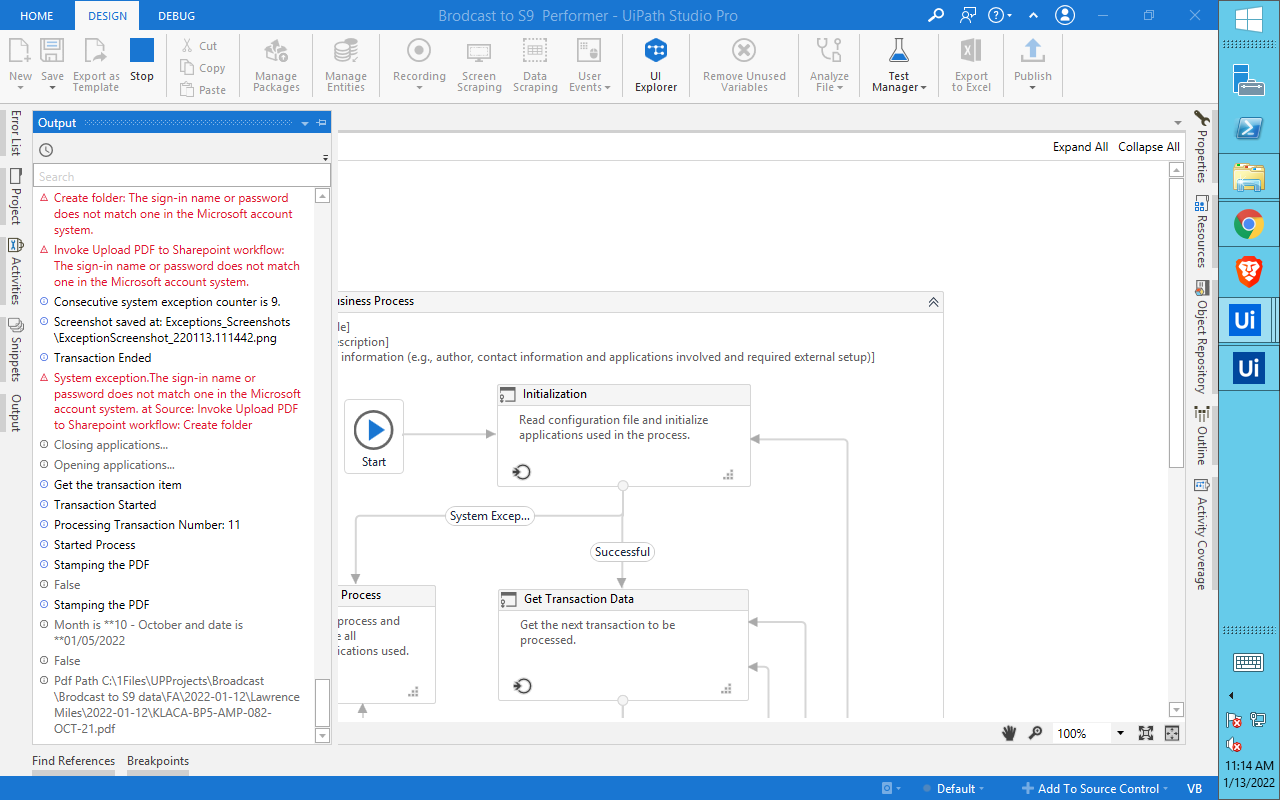 HOME DESIGN DEBUG Brodcast to S9 Performer - UiPath Studio Pro
New Save Export as Template Stop
Cut
Copy
Paste
Manage Packages
Manage Entities
Recording Screen Scraping Data Scraping User Events
UI Explorer
Remove Unused Variables
Analyze File
Test Manager
Export to Excel
Publish
Error List
Project
Activities
Snippets
Output
Output
Search
Create folder: The sign-in name or password
does not match one in the Microsoft account
system.
Invoke Upload PDF to Sharepoint workflow:
The sign-in name or password does not match
one in the Microsoft account system.
Consecutive system exception counter is 9.
Screenshot saved at: Exceptions_Screenshots
\ExceptionScreenshot_220113.111442.png
Transaction Ended
System exception.The sign-in name or
password does not match one in the Microsoft
account system. at Source: Invoke Upload PDF
to Sharepoint workflow: Create folder
Closing applications...
Opening applications...
Get the transaction item
Transaction Started
Processing Transaction Number: 11
Started Process
Stamping the PDF
False
Stamping the PDF
Month is **10 - October and date is
**01/05/2022
False
Pdf Path C:\1Files\UPProjects\Broadcast
\Brodcast to S9 data\FA\2022-01-12\Lawrence
Miles\2022-01-12\KLACA-BP5-AMP-082-
OCT-21.pdf
Expand All Collapse All
usiness Process
le]
escription]
information (e.g., author, contact information and applications involved and required external setup)]
Start
Initialization
Read configuration file and initialize
applications used in the process.
System Excep...
Successful
Process
process and
e all
ications used.
Get Transaction Data
Get the next transaction to be
processed.
100%
Properties
Resources
Object Repository
Outline
Activity Coverage
Find References Breakpoints
Default Add To Source Control VB
Ui
Ui
11:14 AM
1/13/2022